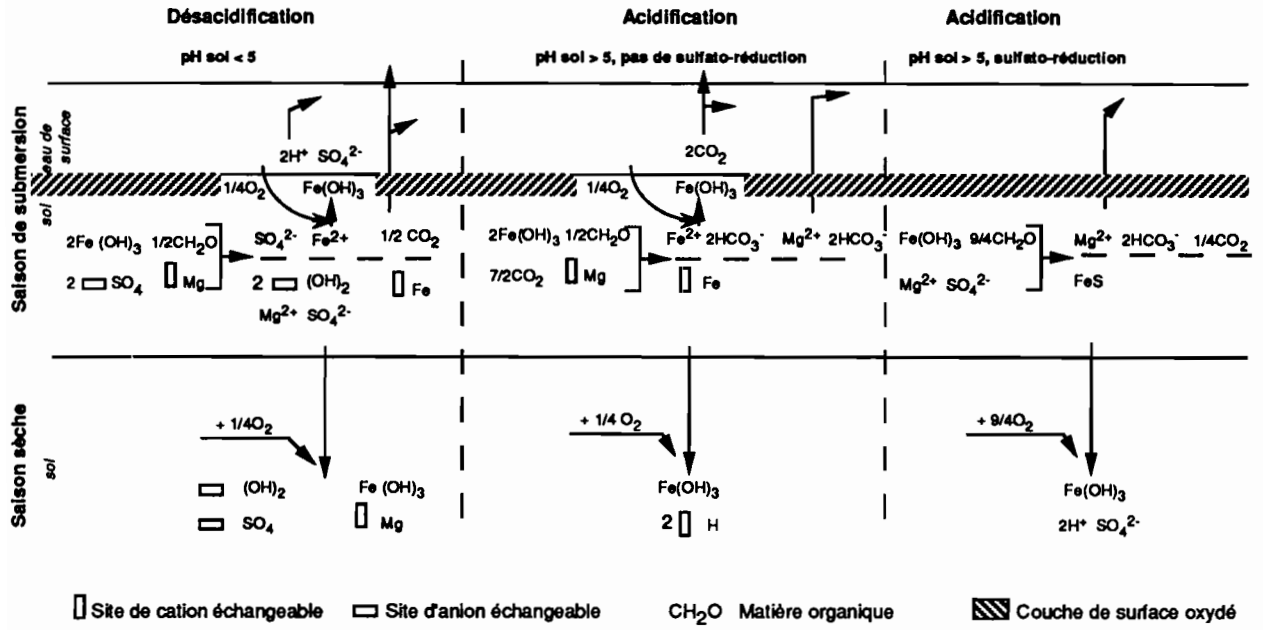 Désacidification
Acidification
Acidification
pH sol < 5
pH sol > 5, pas de sulfato-réduction
pH sol > 5, sulfato-réduction
Saison de submersion
eau de surface
sol
2H⁺ SO₄²⁻
2CO₂
1/4O₂ Fe(OH)₃
1/4O₂ Fe(OH)₃
2Fe (OH)₃ 1/2CH₂O
SO₄²⁻ Fe²⁺ 1/2 CO₂
2Fe(OH)₃ 1/2CH₂O
Fe²⁺ 2HCO₃⁻ Mg²⁺ 2HCO₃⁻
Fe(OH)₃ 9/4CH₂O
Mg²⁺ 2HCO₃⁻ 1/4CO₂
2 SO₄ Mg
2 (OH)₂ Fe
7/2CO₂ Mg
Fe
Mg²⁺ SO₄²⁻
FeS
Mg²⁺ SO₄²⁻
Saison sèche
sol
+ 1/4O₂
+ 1/4 O₂
+ 9/4O₂
(OH)₂ Fe (OH)₃
Fe(OH)₃
Fe(OH)₃
SO₄ Mg
2 H
2H⁺ SO₄²⁻
Site de cation échangeable
Site d'anion échangeable
CH₂O Matière organique
Couche de surface oxydé